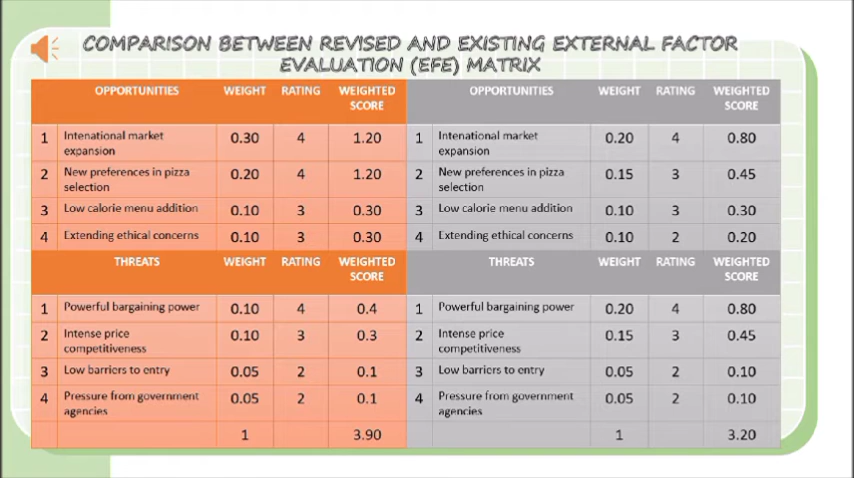 COMPARISON BETWEEN REVISED AND EXISTING EXTERNAL FACTOR
EVALUATION (EFE) MATRIX
OPPORTUNITIES WEIGHT RATING WEIGHTED SCORE
1 Intenational market expansion 0.30 4 1.20
2 New preferences in pizza selection 0.20 4 1.20
3 Low calorie menu addition 0.10 3 0.30
4 Extending ethical concerns 0.10 3 0.30
THREATS WEIGHT RATING WEIGHTED SCORE
1 Powerful bargaining power 0.10 4 0.4
2 Intense price competitiveness 0.10 3 0.3
3 Low barriers to entry 0.05 2 0.1
4 Pressure from government agencies 0.05 2 0.1
1 3.90
OPPORTUNITIES WEIGHT RATING WEIGHTED SCORE
1 Intenational market expansion 0.20 4 0.80
2 New preferences in pizza selection 0.15 3 0.45
3 Low calorie menu addition 0.10 3 0.30
4 Extending ethical concerns 0.10 2 0.20
THREATS WEIGHT RATING WEIGHTED SCORE
1 Powerful bargaining power 0.20 4 0.80
2 Intense price competitiveness 0.15 3 0.45
3 Low barriers to entry 0.05 2 0.10
4 Pressure from government agencies 0.05 2 0.10
1 3.20